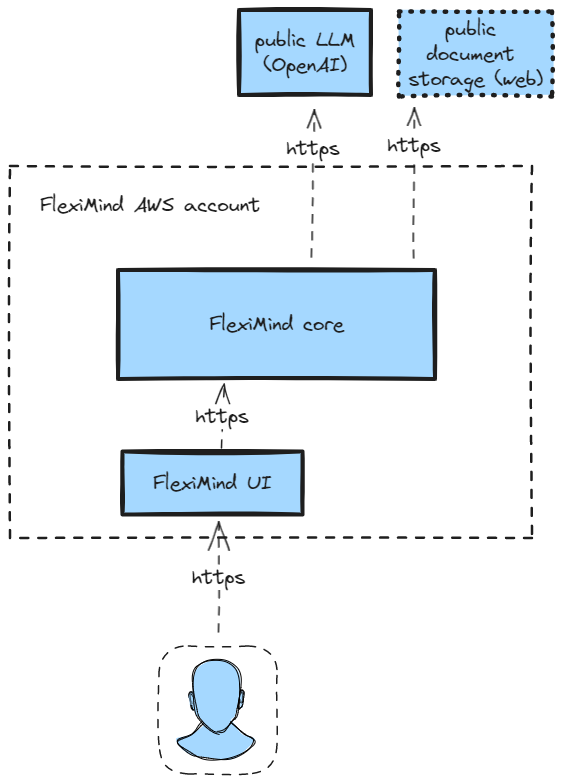 public LLM
(OpenAI)
public
document
storage (web)
https
https
FlexiMind AWS account
FlexiMind core
https
FlexiMind UI
https